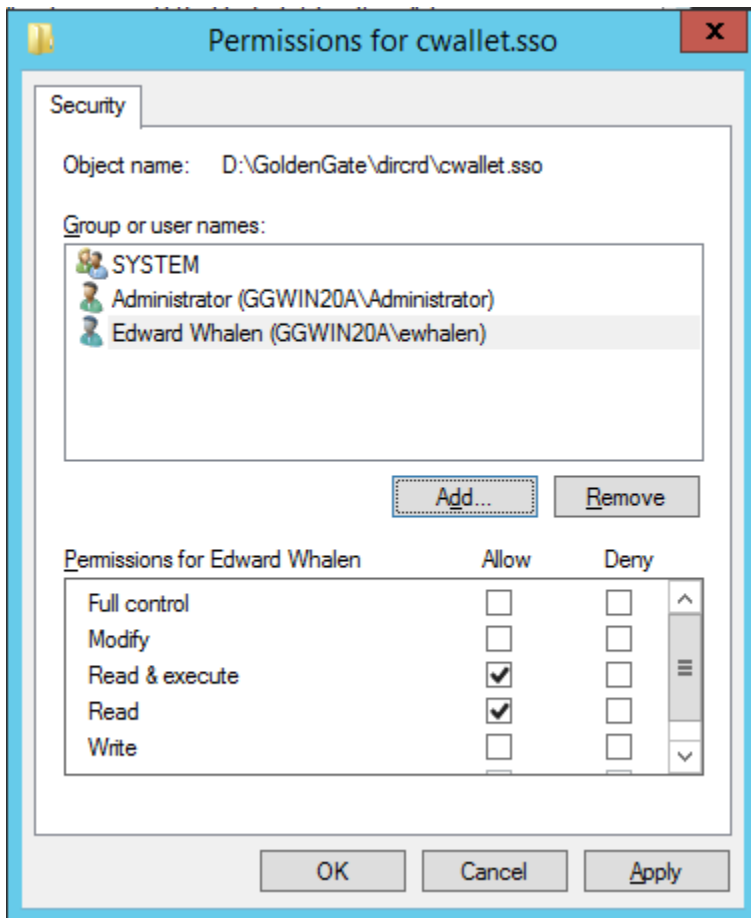 Permissions for cwallet.sso
x
Security
Object name: D:\GoldenGate\dircrd\cwallet.sso
Group or user names:
SYSTEM
Administrator (GGWIN20A\Administrator)
Edward Whalen (GGWIN20A\ewhalen)
Add... Remove
Permissions for Edward Whalen Allow Deny
Full control
Modify
Read & execute
Read
Write
OK Cancel Apply